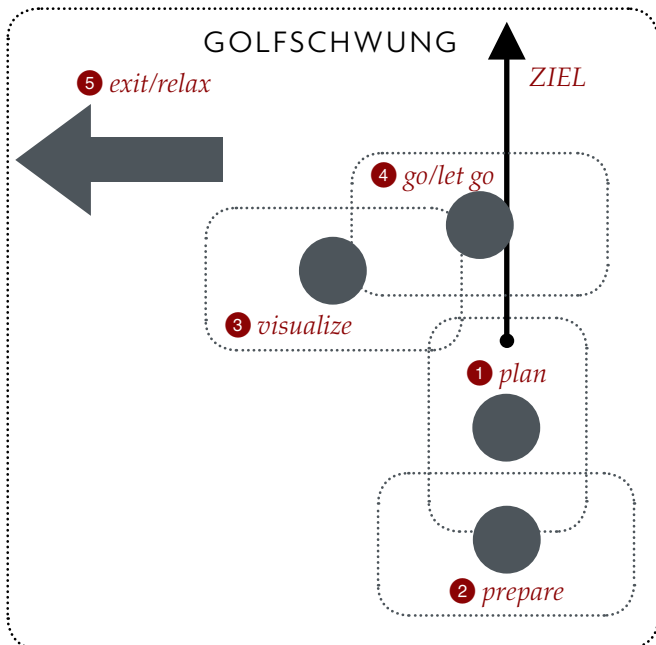 GOLFSCHWUNG
5 exit/relax
ZIEL
4 go/let go
3 visualize
1 plan
2 prepare